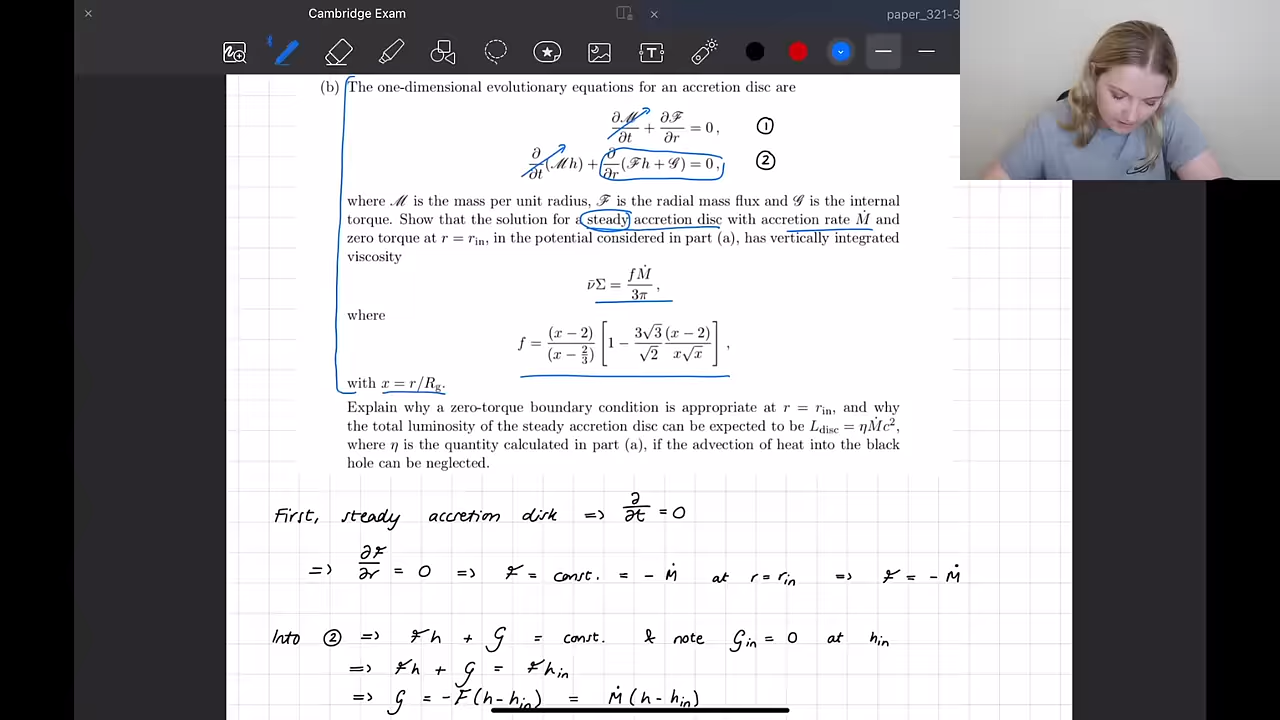 Cambridge Exam
paper_321-3
(b) The one-dimensional evolutionary equations for an accretion disc are
∂ℳ/∂t + ∂ℱ/∂r = 0, ①
∂/∂t(ℳh) + ∂/∂r(ℱh + 𝒢) = 0, ②
where ℳ is the mass per unit radius, ℱ is the radial mass flux and 𝒢 is the internal
torque. Show that the solution for a steady accretion disc with accretion rate Ṁ and
zero torque at r = r_in, in the potential considered in part (a), has vertically integrated
viscosity
ν̄Σ = fṀ/3π,
where
f = (x − 2)/(x − 2/3) [1 − 3√3/√2 (x − 2)/x√x],
with x = r/R_g.
Explain why a zero-torque boundary condition is appropriate at r = r_in, and why
the total luminosity of the steady accretion disc can be expected to be L_disc = ηṀc²,
where η is the quantity calculated in part (a), if the advection of heat into the black
hole can be neglected.
First, steady accretion disk => ∂/∂t = 0
=> ∂ℱ/∂r = 0 => ℱ = const. = − Ṁ at r = r_in => ℱ = − Ṁ
Into ② => ℱh + 𝒢 = const. & note 𝒢_in = 0 at h_in
=> ℱh + 𝒢 = ℱh_in
=> 𝒢 = −F(h − h_in) = Ṁ(h − h_in)